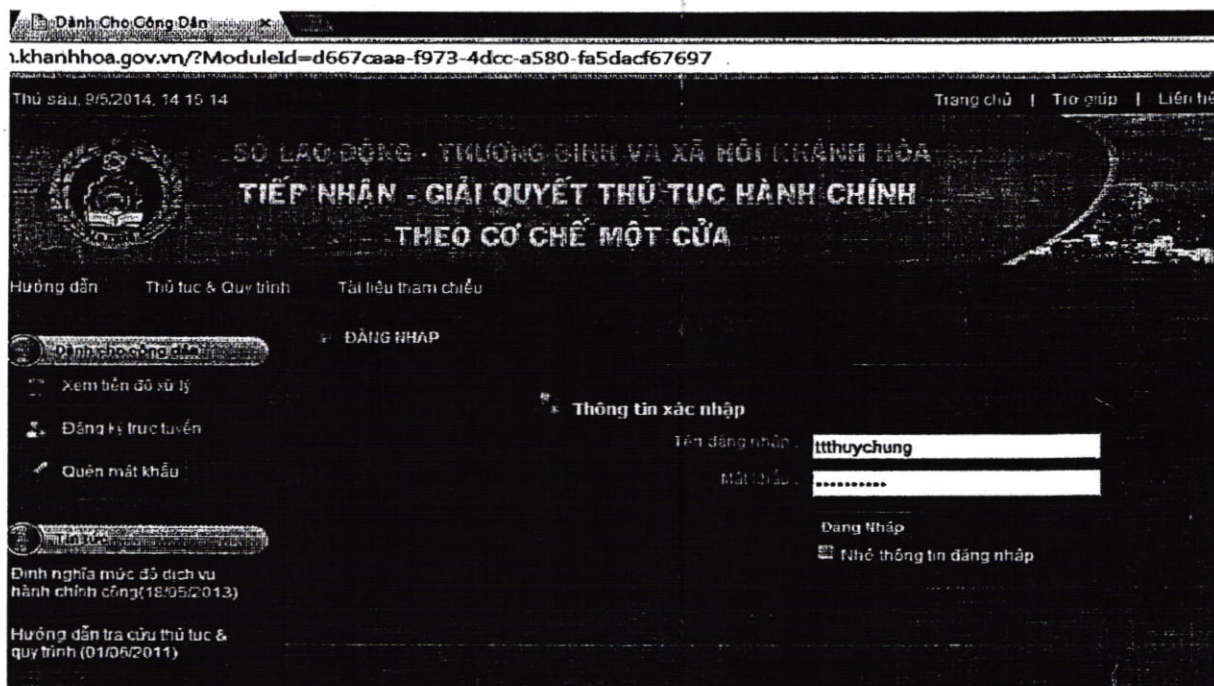 Dành Cho Công Dân ×
.khanhhoa.gov.vn/?ModuleId=d667caaa-f973-4dcc-a580-fa5dacf67697
Thứ sáu, 9/5/2014, 14:15:14
Trang chủ | Trợ giúp | Liên hệ
SỞ LAO ĐỘNG - THƯƠNG BINH VÀ XÃ HỘI KHÁNH HÒA
TIẾP NHẬN - GIẢI QUYẾT THỦ TỤC HÀNH CHÍNH
THEO CƠ CHẾ MỘT CỬA
Hướng dẫn Thủ tục & Quy trình Tài liệu tham chiếu
Dành cho công dân
Xem tiến độ xử lý
Đăng ký trực tuyến
Quên mật khẩu
Tin tức
Định nghĩa mức độ dịch vụ
hành chính công(18/05/2013)
Hướng dẫn tra cứu thủ tục &
quy trình (01/06/2011)
ĐĂNG NHẬP
Thông tin xác nhập
Tên đăng nhập : ttthuychung
Mật khẩu : ••••••••••
Đăng Nhập
Nhớ thông tin đăng nhập